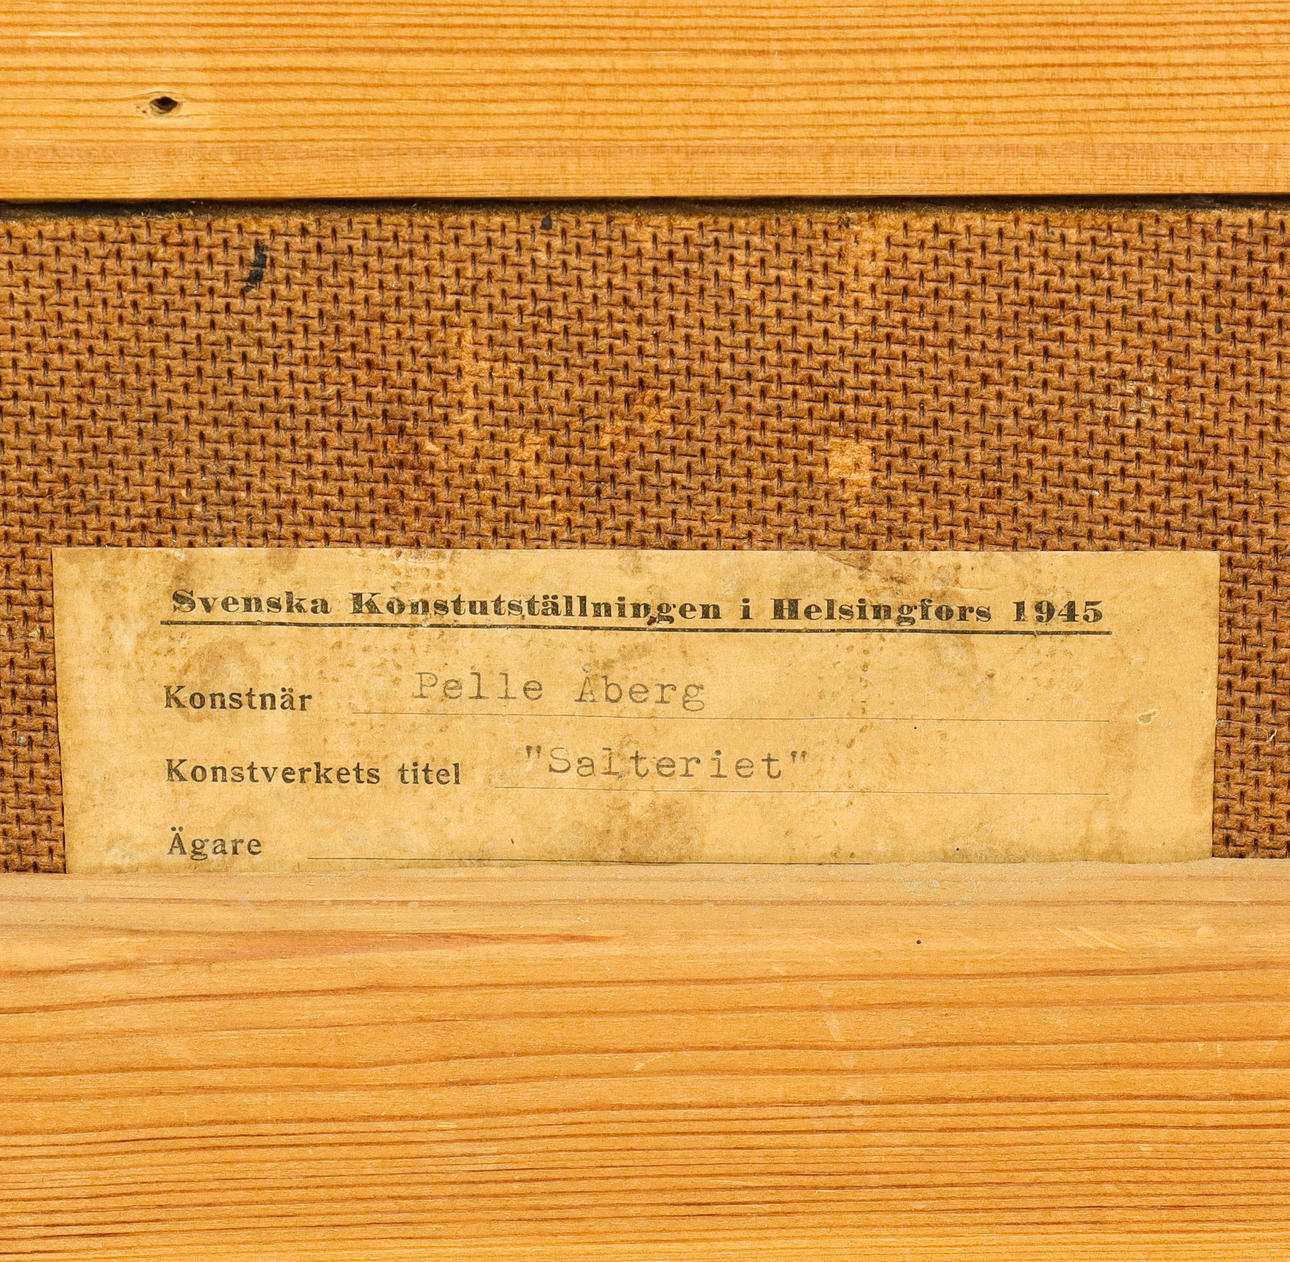 Svenska Konstutställningen i Helsingfors 1945
Konstnär Pelle Åberg
Konstverkets titel "Salteriet"
Ägare